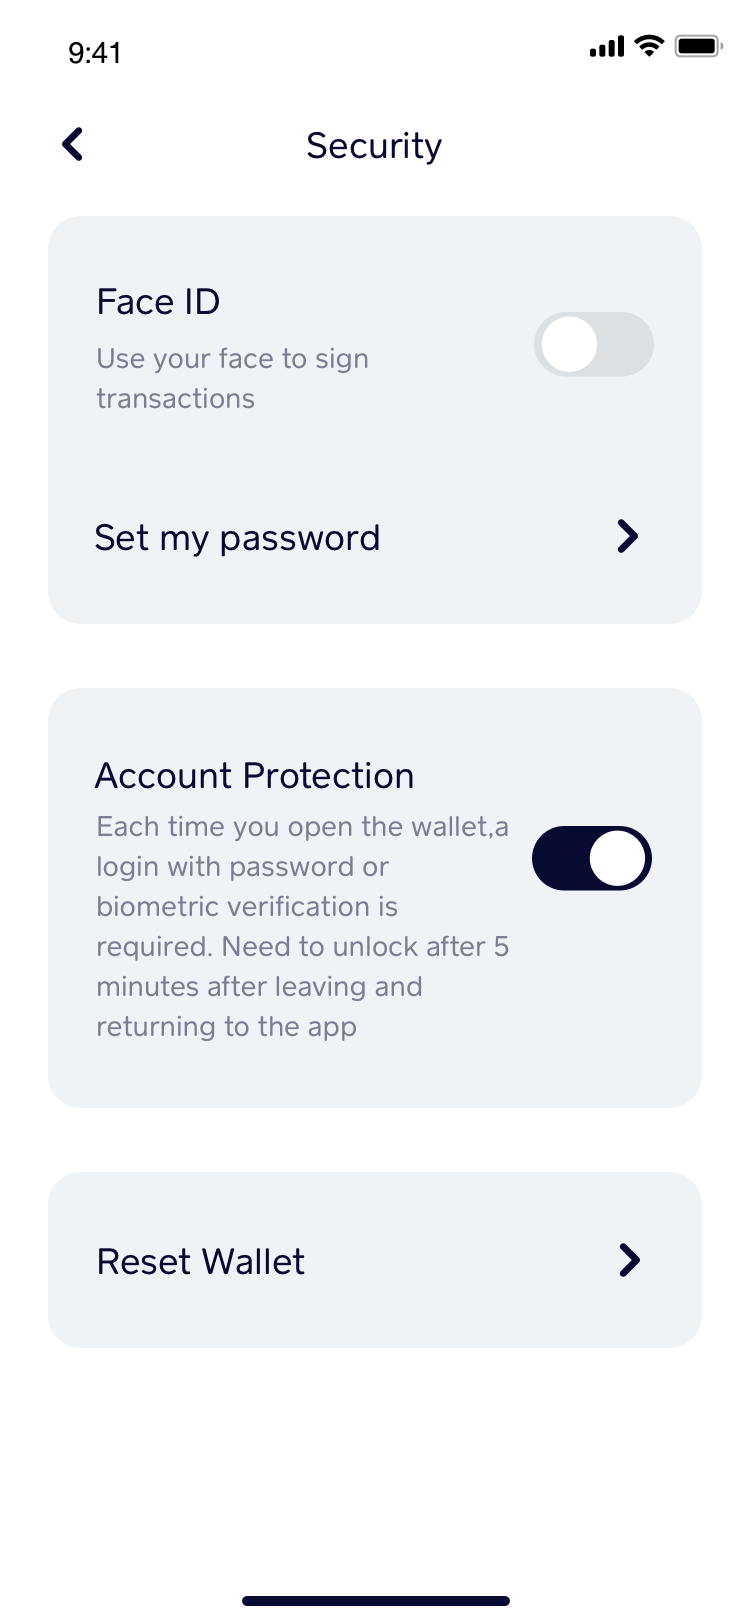 9:41
Security
Face ID
Use your face to sign
transactions
Set my password
Account Protection
Each time you open the wallet,a
login with password or
biometric verification is
required. Need to unlock after 5
minutes after leaving and
returning to the app
Reset Wallet